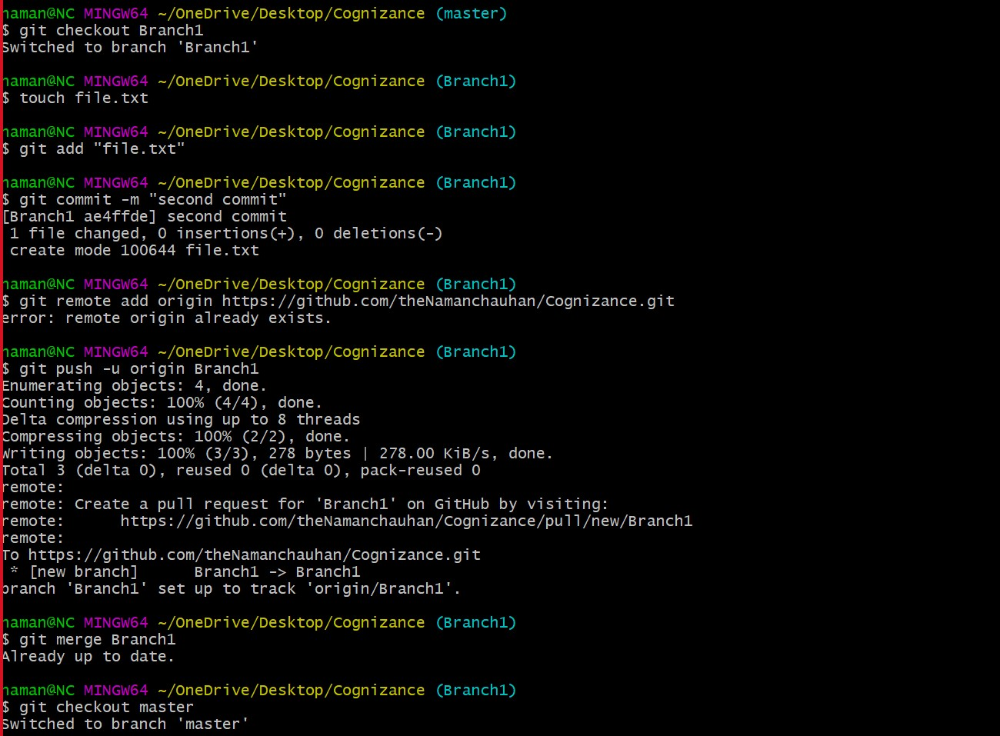 naman@NC MINGW64 ~/OneDrive/Desktop/Cognizance (master)
$ git checkout Branch1
Switched to branch 'Branch1'
naman@NC MINGW64 ~/OneDrive/Desktop/Cognizance (Branch1)
$ touch file.txt
naman@NC MINGW64 ~/OneDrive/Desktop/Cognizance (Branch1)
$ git add "file.txt"
naman@NC MINGW64 ~/OneDrive/Desktop/Cognizance (Branch1)
$ git commit -m "second commit"
[Branch1 ae4ffde] second commit
 1 file changed, 0 insertions(+), 0 deletions(-)
 create mode 100644 file.txt
naman@NC MINGW64 ~/OneDrive/Desktop/Cognizance (Branch1)
$ git remote add origin https://github.com/theNamanchauhan/Cognizance.git
error: remote origin already exists.
naman@NC MINGW64 ~/OneDrive/Desktop/Cognizance (Branch1)
$ git push -u origin Branch1
Enumerating objects: 4, done.
Counting objects: 100% (4/4), done.
Delta compression using up to 8 threads
Compressing objects: 100% (2/2), done.
Writing objects: 100% (3/3), 278 bytes | 278.00 KiB/s, done.
Total 3 (delta 0), reused 0 (delta 0), pack-reused 0
remote:
remote: Create a pull request for 'Branch1' on GitHub by visiting:
remote:      https://github.com/theNamanchauhan/Cognizance/pull/new/Branch1
remote:
To https://github.com/theNamanchauhan/Cognizance.git
 * [new branch]      Branch1 -> Branch1
branch 'Branch1' set up to track 'origin/Branch1'.
naman@NC MINGW64 ~/OneDrive/Desktop/Cognizance (Branch1)
$ git merge Branch1
Already up to date.
naman@NC MINGW64 ~/OneDrive/Desktop/Cognizance (Branch1)
$ git checkout master
Switched to branch 'master'